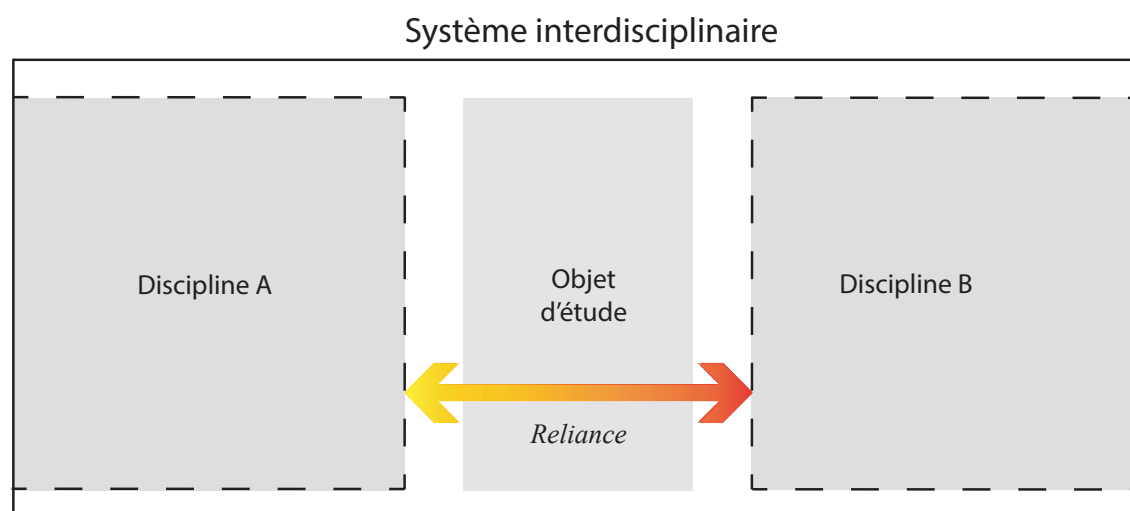 Système interdisciplinaire
Discipline A
Objet
d’étude
Discipline B
Reliance